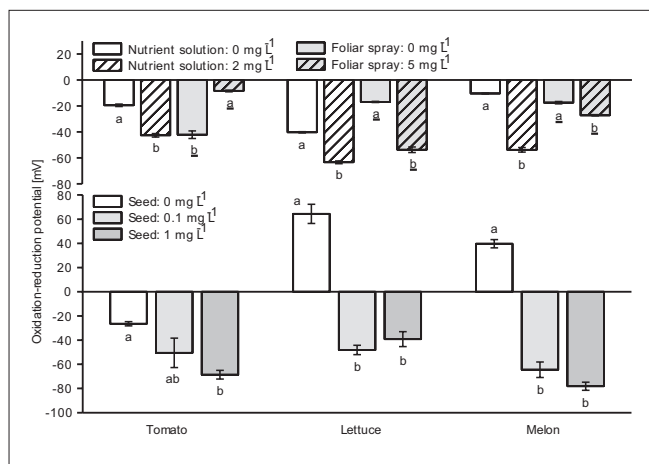 Nutrient solution: 0 mg L⁻¹
Foliar spray: 0 mg L⁻¹
Nutrient solution: 2 mg L⁻¹
Foliar spray: 5 mg L⁻¹
20
0
-20
-40
-60
-80
a
b
b
a
a
b
a
b
a
b
a
b
Oxidation-reduction potential [mV]
Seed: 0 mg L⁻¹
Seed: 0.1 mg L⁻¹
Seed: 1 mg L⁻¹
80
60
40
20
0
-20
-40
-60
-80
-100
a
ab
b
a
b
b
a
b
b
Tomato
Lettuce
Melon